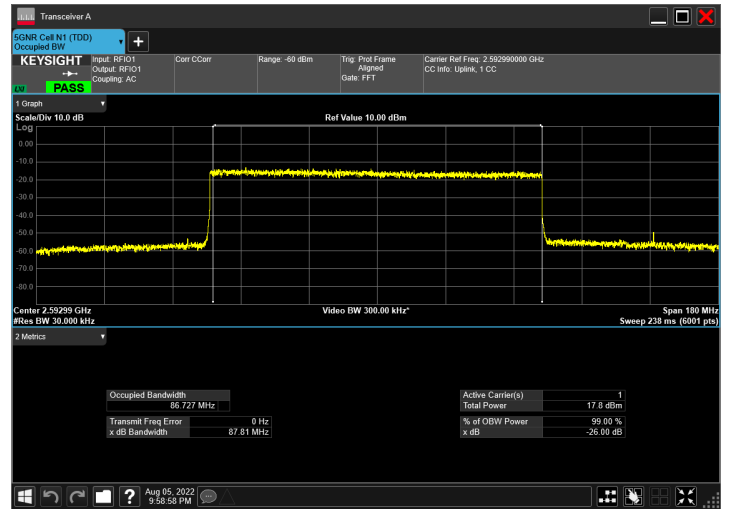 Transceiver A
5GNR Cell N1 (TDD)
Occupied BW
KEYSIGHT
LXI
PASS
Input: RFIO1
Output: RFIO1
Coupling: AC
Corr CCorr
Range: -60 dBm
Trig: Prot Frame
Aligned
Gate: FFT
Carrier Ref Freq: 2.592990000 GHz
CC Info: Uplink, 1 CC
1 Graph
Scale/Div 10.0 dB
Ref Value 10.00 dBm
Log
0.00
-10.0
-20.0
-30.0
-40.0
-50.0
-60.0
-70.0
-80.0
Center 2.59299 GHz
Video BW 300.00 kHz*
Span 180 MHz
#Res BW 30.000 kHz
Sweep 238 ms (6001 pts)
2 Metrics
Occupied Bandwidth
86.727 MHz
Transmit Freq Error 0 Hz
x dB Bandwidth 87.81 MHz
Active Carrier(s) 1
Total Power 17.8 dBm
% of OBW Power 99.00 %
x dB -26.00 dB
Aug 05, 2022
9:58:58 PM